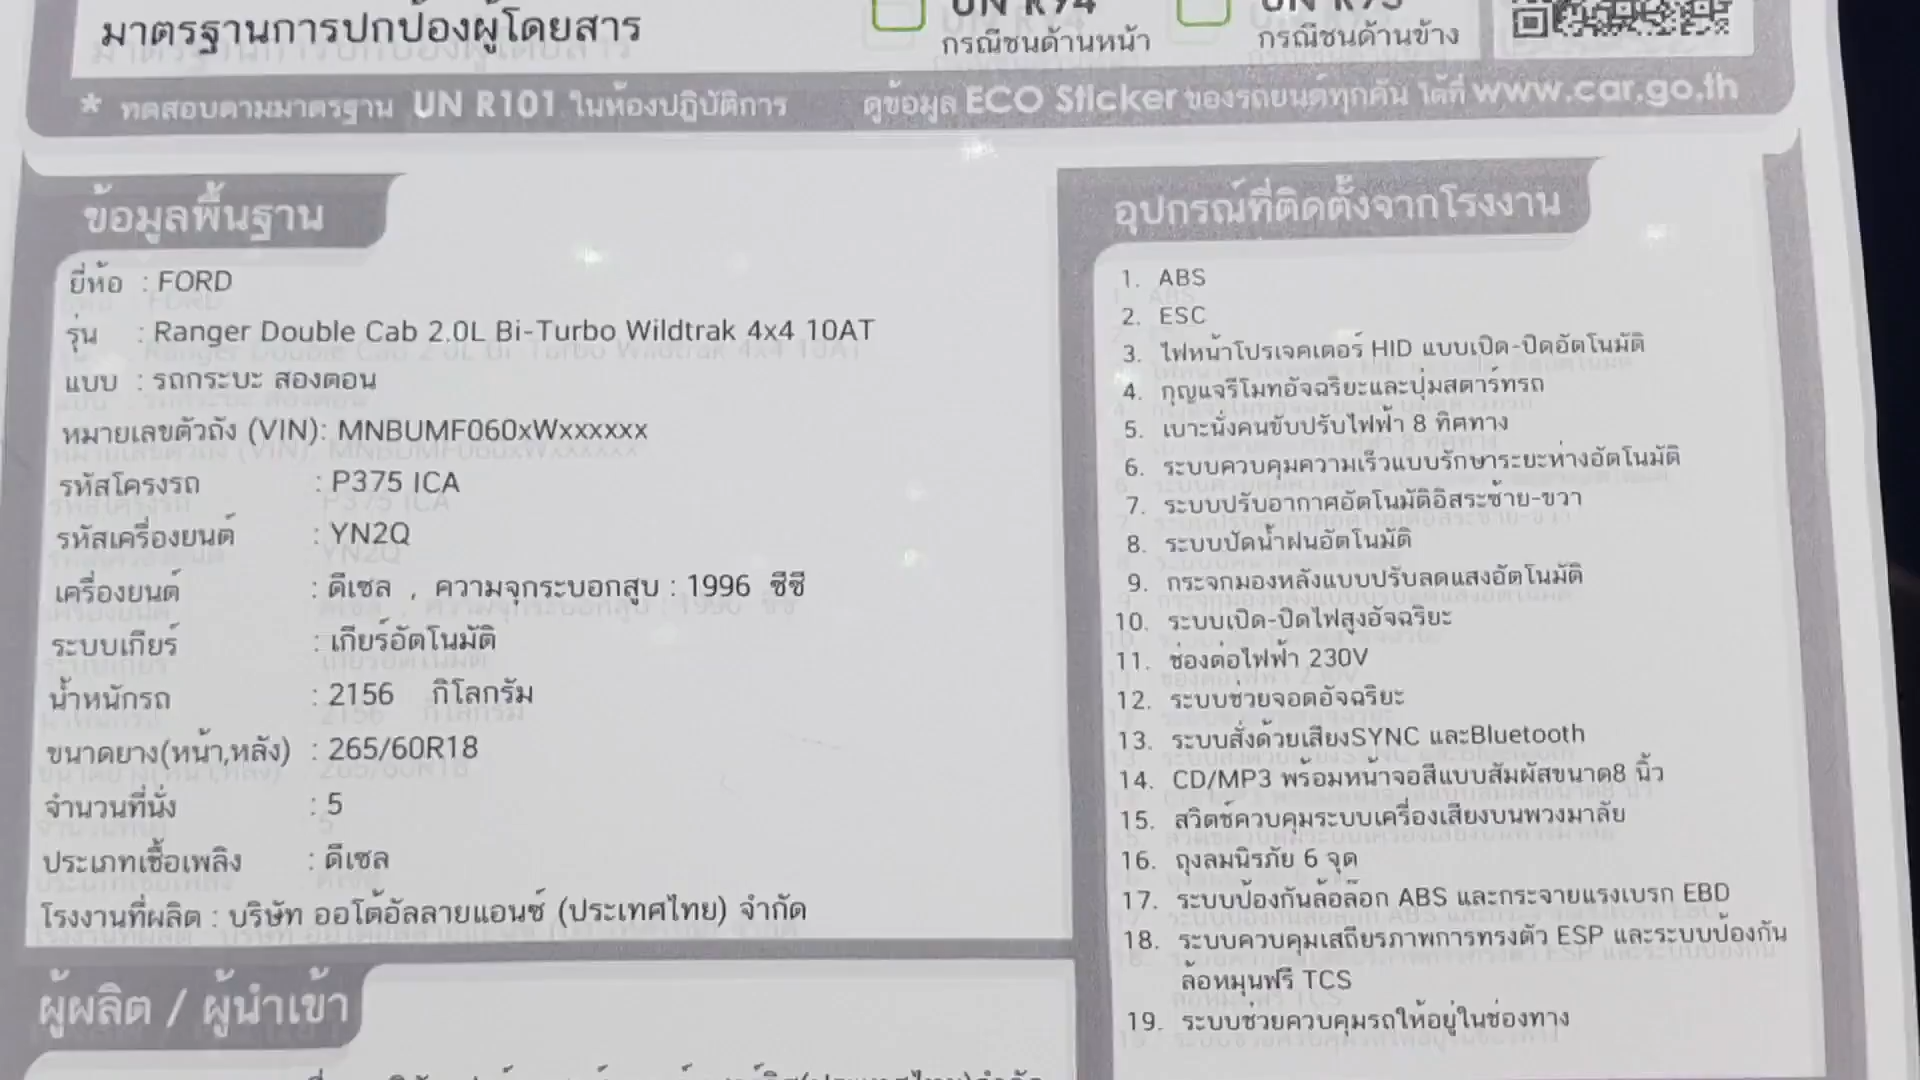 มาตรฐานการปกป้องผู้โดยสาร
UN R94
กรณีชนด้านหน้า
UN R95
กรณีชนด้านข้าง
* ทดสอบตามมาตรฐาน UN R101 ในห้องปฏิบัติการ
ดูข้อมูล ECO Sticker ของรถยนต์ทุกคัน ได้ที่ www.car.go.th
ข้อมูลพื้นฐาน
ยี่ห้อ : FORD
รุ่น : Ranger Double Cab 2.0L Bi-Turbo Wildtrak 4x4 10AT
แบบ : รถกระบะ สองตอน
หมายเลขตัวถัง (VIN): MNBUMF060xWxxxxxx
รหัสโครงรถ : P375 ICA
รหัสเครื่องยนต์ : YN2Q
เครื่องยนต์ : ดีเซล , ความจุกระบอกสูบ : 1996 ซีซี
ระบบเกียร์ : เกียร์อัตโนมัติ
น้ำหนักรถ : 2156 กิโลกรัม
ขนาดยาง(หน้า,หลัง) : 265/60R18
จำนวนที่นั่ง : 5
ประเภทเชื้อเพลิง : ดีเซล
โรงงานที่ผลิต : บริษัท ออโต้อัลลายแอนซ์ (ประเทศไทย) จำกัด
ผู้ผลิต / ผู้นำเข้า
อุปกรณ์ที่ติดตั้งจากโรงงาน
1. ABS
2. ESC
3. ไฟหน้าโปรเจคเตอร์ HID แบบเปิด-ปิดอัตโนมัติ
4. กุญแจรีโมทอัจฉริยะและปุ่มสตาร์ทรถ
5. เบาะนั่งคนขับปรับไฟฟ้า 8 ทิศทาง
6. ระบบควบคุมความเร็วแบบรักษาระยะห่างอัตโนมัติ
7. ระบบปรับอากาศอัตโนมัติอิสระซ้าย-ขวา
8. ระบบปัดน้ำฝนอัตโนมัติ
9. กระจกมองหลังแบบปรับลดแสงอัตโนมัติ
10. ระบบเปิด-ปิดไฟสูงอัจฉริยะ
11. ช่องต่อไฟฟ้า 230V
12. ระบบช่วยจอดอัจฉริยะ
13. ระบบสั่งด้วยเสียงSYNC และBluetooth
14. CD/MP3 พร้อมหน้าจอสีแบบสัมผัสขนาด8 นิ้ว
15. สวิตช์ควบคุมระบบเครื่องเสียงบนพวงมาลัย
16. ถุงลมนิรภัย 6 จุด
17. ระบบป้องกันล้อล๊อก ABS และกระจายแรงเบรก EBD
18. ระบบควบคุมเสถียรภาพการทรงตัว ESP และระบบป้องกัน
ล้อหมุนฟรี TCS
19. ระบบช่วยควบคุมรถให้อยู่ในช่องทาง